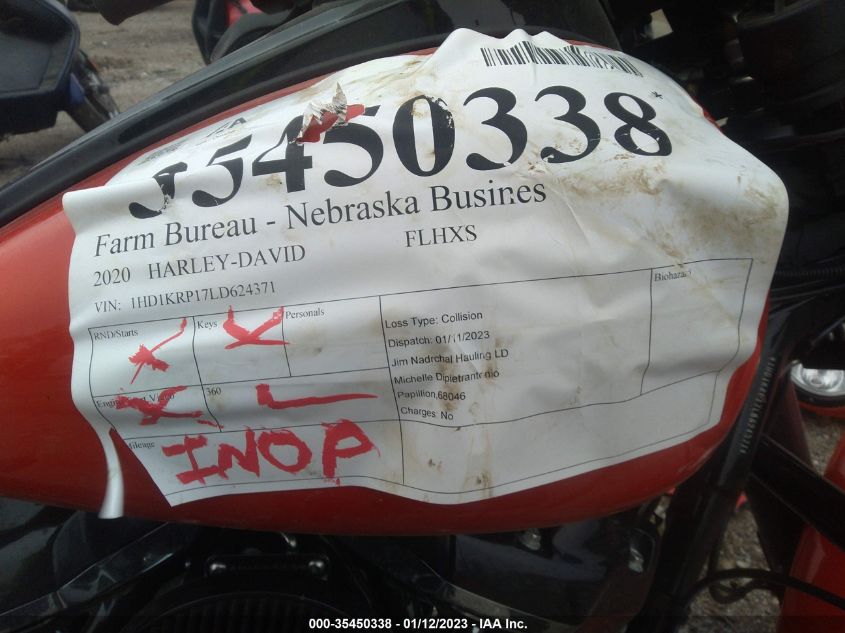 35450338
Farm Bureau - Nebraska Busines
2020 HARLEY-DAVID FLHXS
VIN: 1HD1KRP17LD624371
RND/Starts
Keys
K
Personals
Loss Type: Collision
Dispatch: 01/11/2023
Jim Nadrchal Hauling LD
Michelle Dipietrantonio
Papillion,68046
Charges: No
Biohazard
360
Mileage
INOP
000-35450338 - 01/12/2023 - IAA Inc.